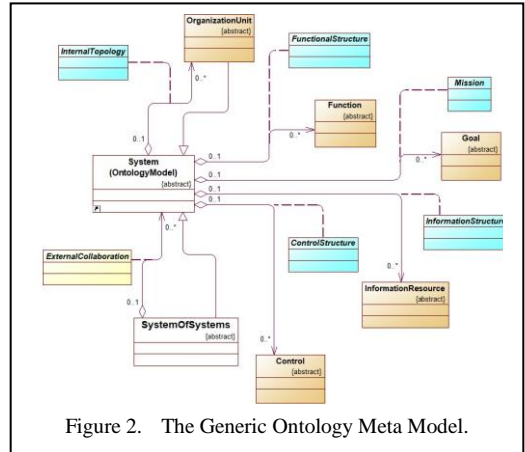 OrganizationUnit
{abstract}
InternalTopology
FunctionalStructure
Mission
0..*
Function
{abstract}
0..*
Goal
{abstract}
0..*
0..1
0..1
System
(OntologyModel)
{abstract}
0..1
0..1
0..1
InformationStructure
ControlStructure
0..*
ExternalCollaboration
0..*
InformationResource
{abstract}
0..1
SystemOfSystems
{abstract}
0..*
Control
{abstract}
Figure 2. The Generic Ontology Meta Model.